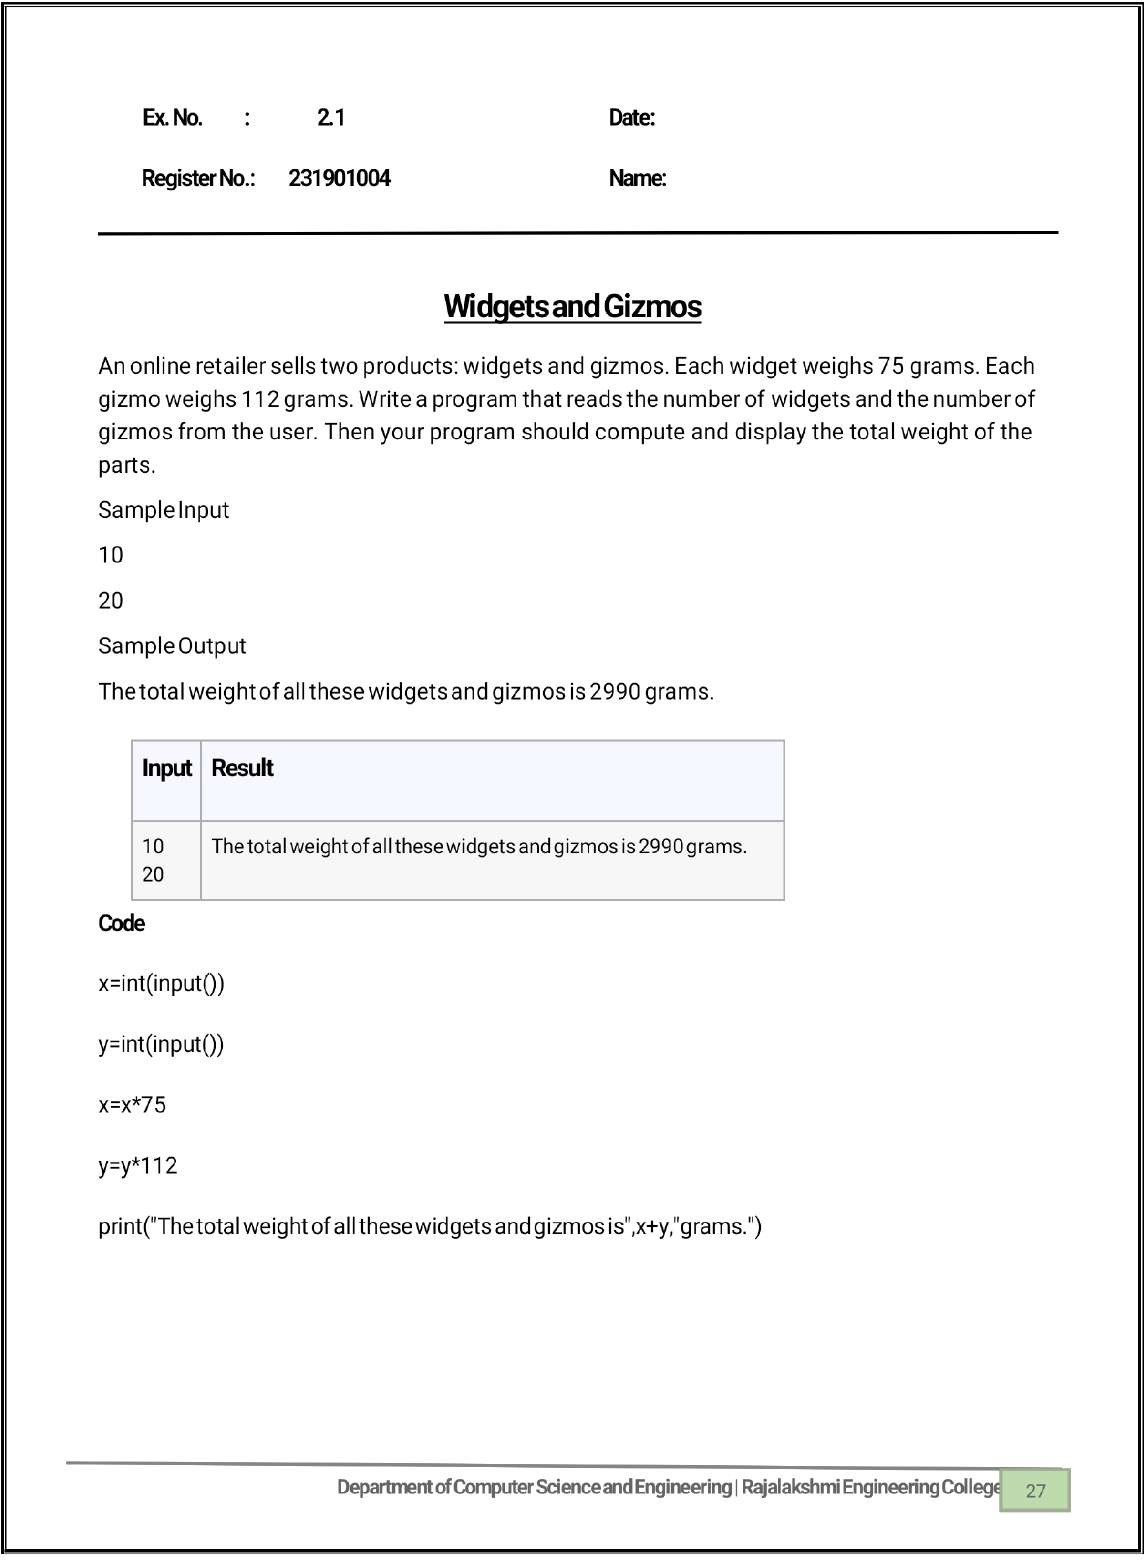 Ex. No. : 2.1 Date:
Register No.: 231901004 Name:
Widgets and Gizmos
An online retailer sells two products: widgets and gizmos. Each widget weighs 75 grams. Each
gizmo weighs 112 grams. Write a program that reads the number of widgets and the number of
gizmos from the user. Then your program should compute and display the total weight of the
parts.
Sample Input
10
20
Sample Output
The total weight of all these widgets and gizmos is 2990 grams.
Input Result
10 The total weight of all these widgets and gizmos is 2990 grams.
20
Code
x=int(input())
y=int(input())
x=x*75
y=y*112
print("The total weight of all these widgets and gizmos is",x+y,"grams.")
Department of Computer Science and Engineering | Rajalakshmi Engineering College 27